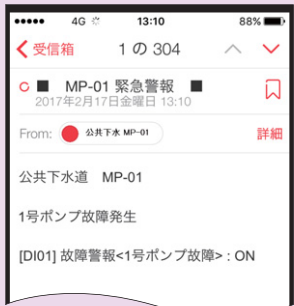 4G 13:10 88%
受信箱 1 の 304
■ MP-01 緊急警報 ■
2017年2月17日金曜日 13:10
From: 公共下水 MP-01 詳細
公共下水道 MP-01
1号ポンプ故障発生
[DI01] 故障警報<1号ポンプ故障> : ON